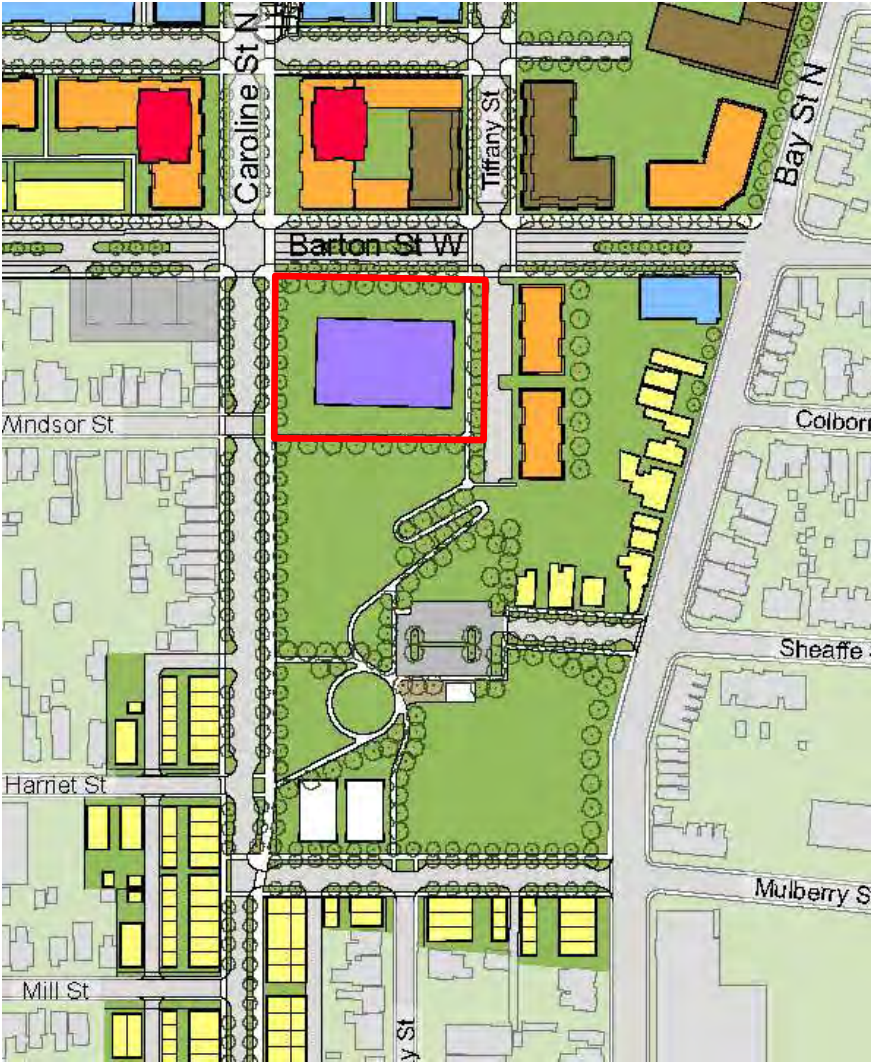 Caroline St N
Tiffany St
Bay St N
Barton St W
Windsor St
Colborn
Sheaffe
Harriet St
Mulberry S
Mill St
y St